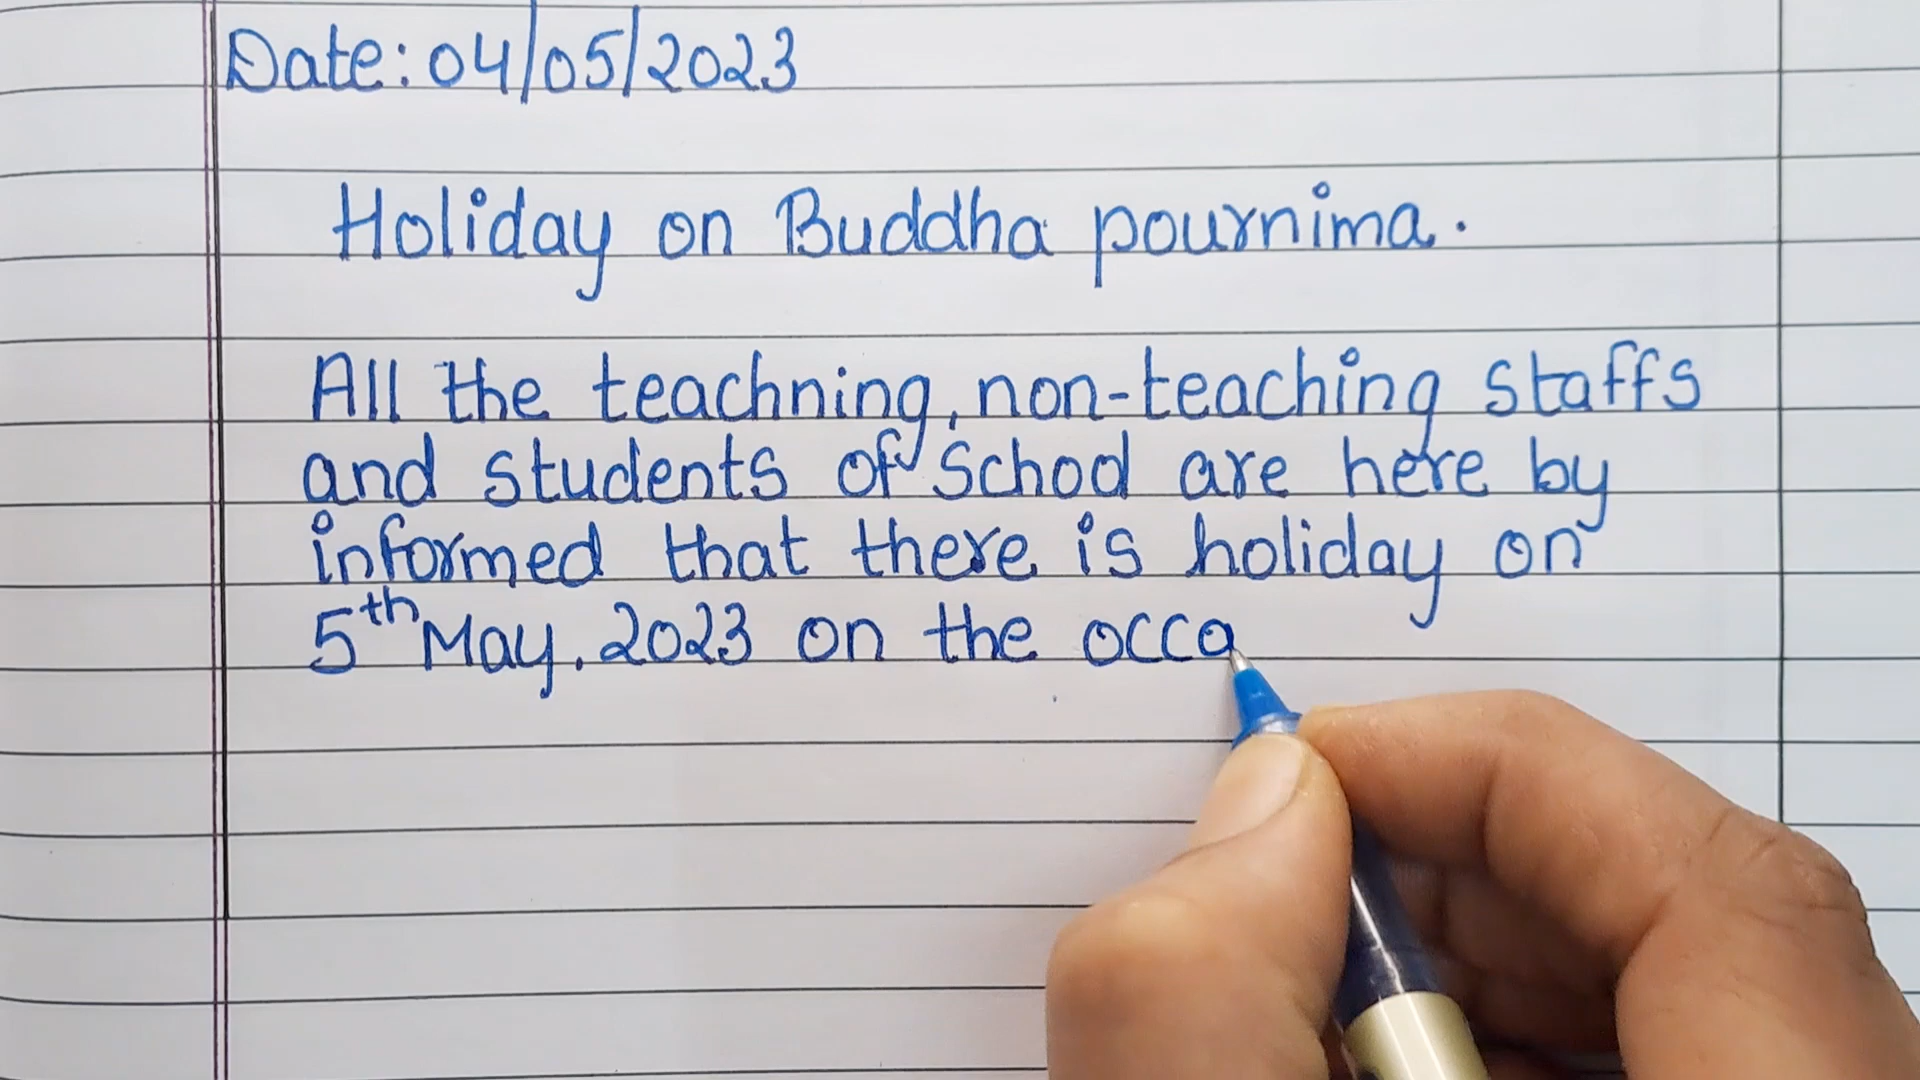 Date: 04/05/2023
Holiday on Buddha pournima.
All the teachning, non-teaching staffs
and students of School are here by
informed that there is holiday on
5th May. 2023 on the occa